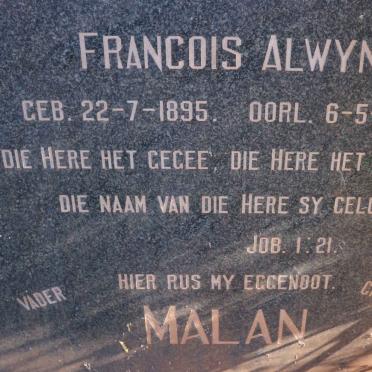 FRANCOIS ALWYN
GEB. 22-7-1895. OORL. 6-5-
DIE HERE HET GEGEE, DIE HERE HET
DIE NAAM VAN DIE HERE SY GELO
JOB. 1. 21.
HIER RUS MY EGGENOOT.
VADER
MALAN